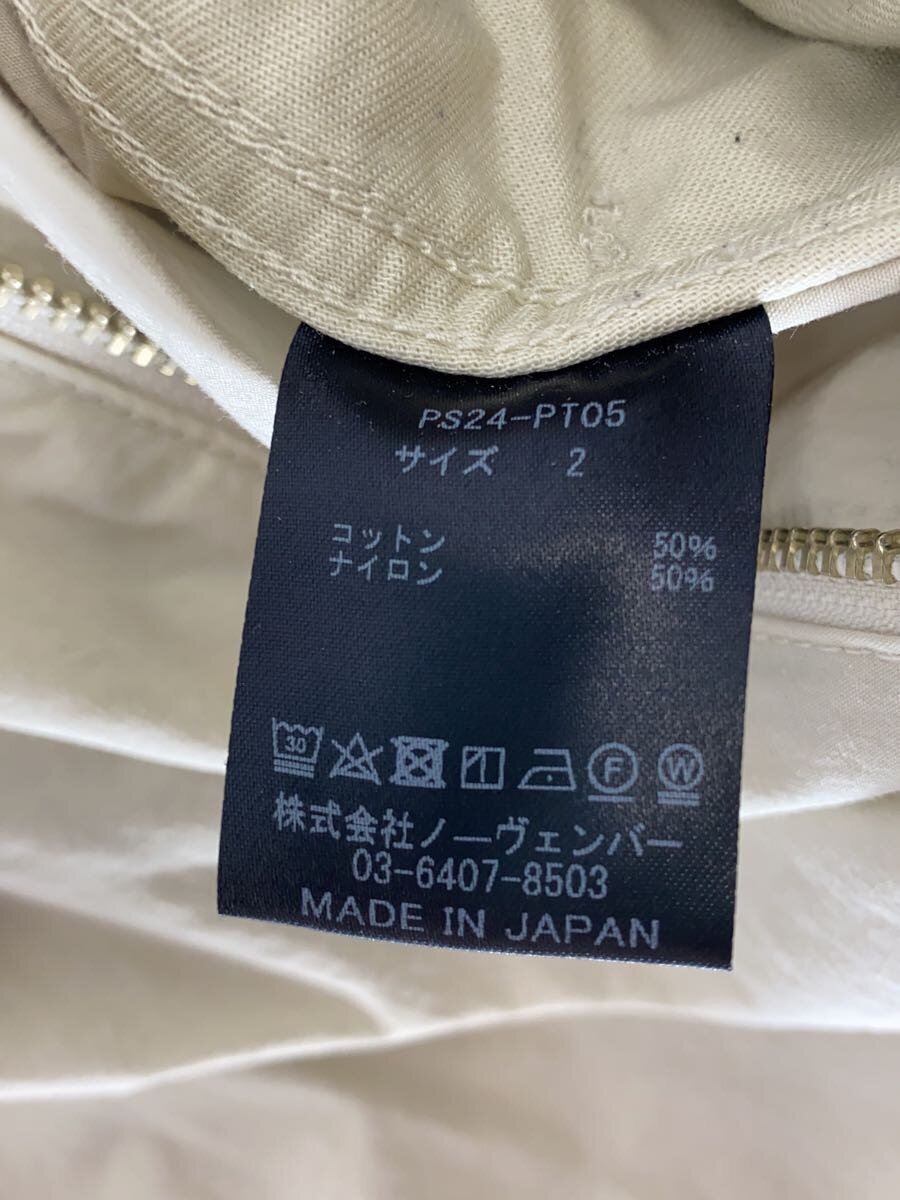 PS24-PT05
サイズ 2
コットン 50%
ナイロン 50%
30 F W
株式会社ノーヴェンバー
03-6407-8503
MADE IN JAPAN